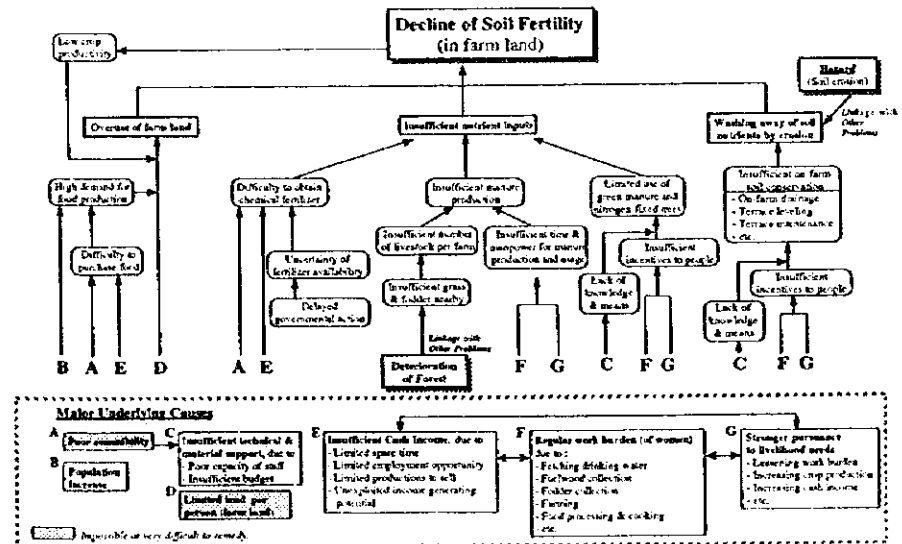 Decline of Soil Fertility
(in farm land)
Low crop
productivity
Hazard
(Soil erosion)
Linkage with
Other
Problems
Overuse of farm land
Insufficient nutrient inputs
Washing away of soil
nutrients by erosion
High demand for
food production
Difficulty to obtain
chemical fertilizer
Insufficient manure
production
Limited use of
green manure and
nitrogen fixed trees
Insufficient on farm
soil conservation
- On-farm drainage
- Terrace leveling
- Terrace maintenance
- etc.
Insufficient number
of livestock per farm
Insufficient time &
manpower for manure
production and usage
Difficulty to
purchase food
Uncertainty of
fertilizer availability
Insufficient
incentives to people
Insufficient grass
& fodder nearby
Lack of
knowledge
& means
Insufficient
incentives to people
Delayed
governmental action
Lack of
knowledge
& means
Linkage with
Other Problems
B A E D A E
Deterioration
of Forest
F G C F G C F G
Major Underlying Causes
A
Poor accessibility
B
Population
Increase
C
Insufficient technical &
material support, due to
- Poor capacity of staff
- Insufficient budget
D
Limited land per
person (farm land)
E
Insufficient Cash Income, due to
- Limited spare time
- Limited employment opportunity
- Limited productions to sell
- Unexploited income generating
potential
F
Regular work burden (of women)
due to :
- Fetching drinking water
- Fuelwood collection
- Fodder collection
- Farming
- Food processing & cooking
- etc.
G
Stronger
to livelihood needs
- Lessening work burden
- Increasing crop production
- Increasing cash income
- etc.
Impossible or very difficult to remedy.